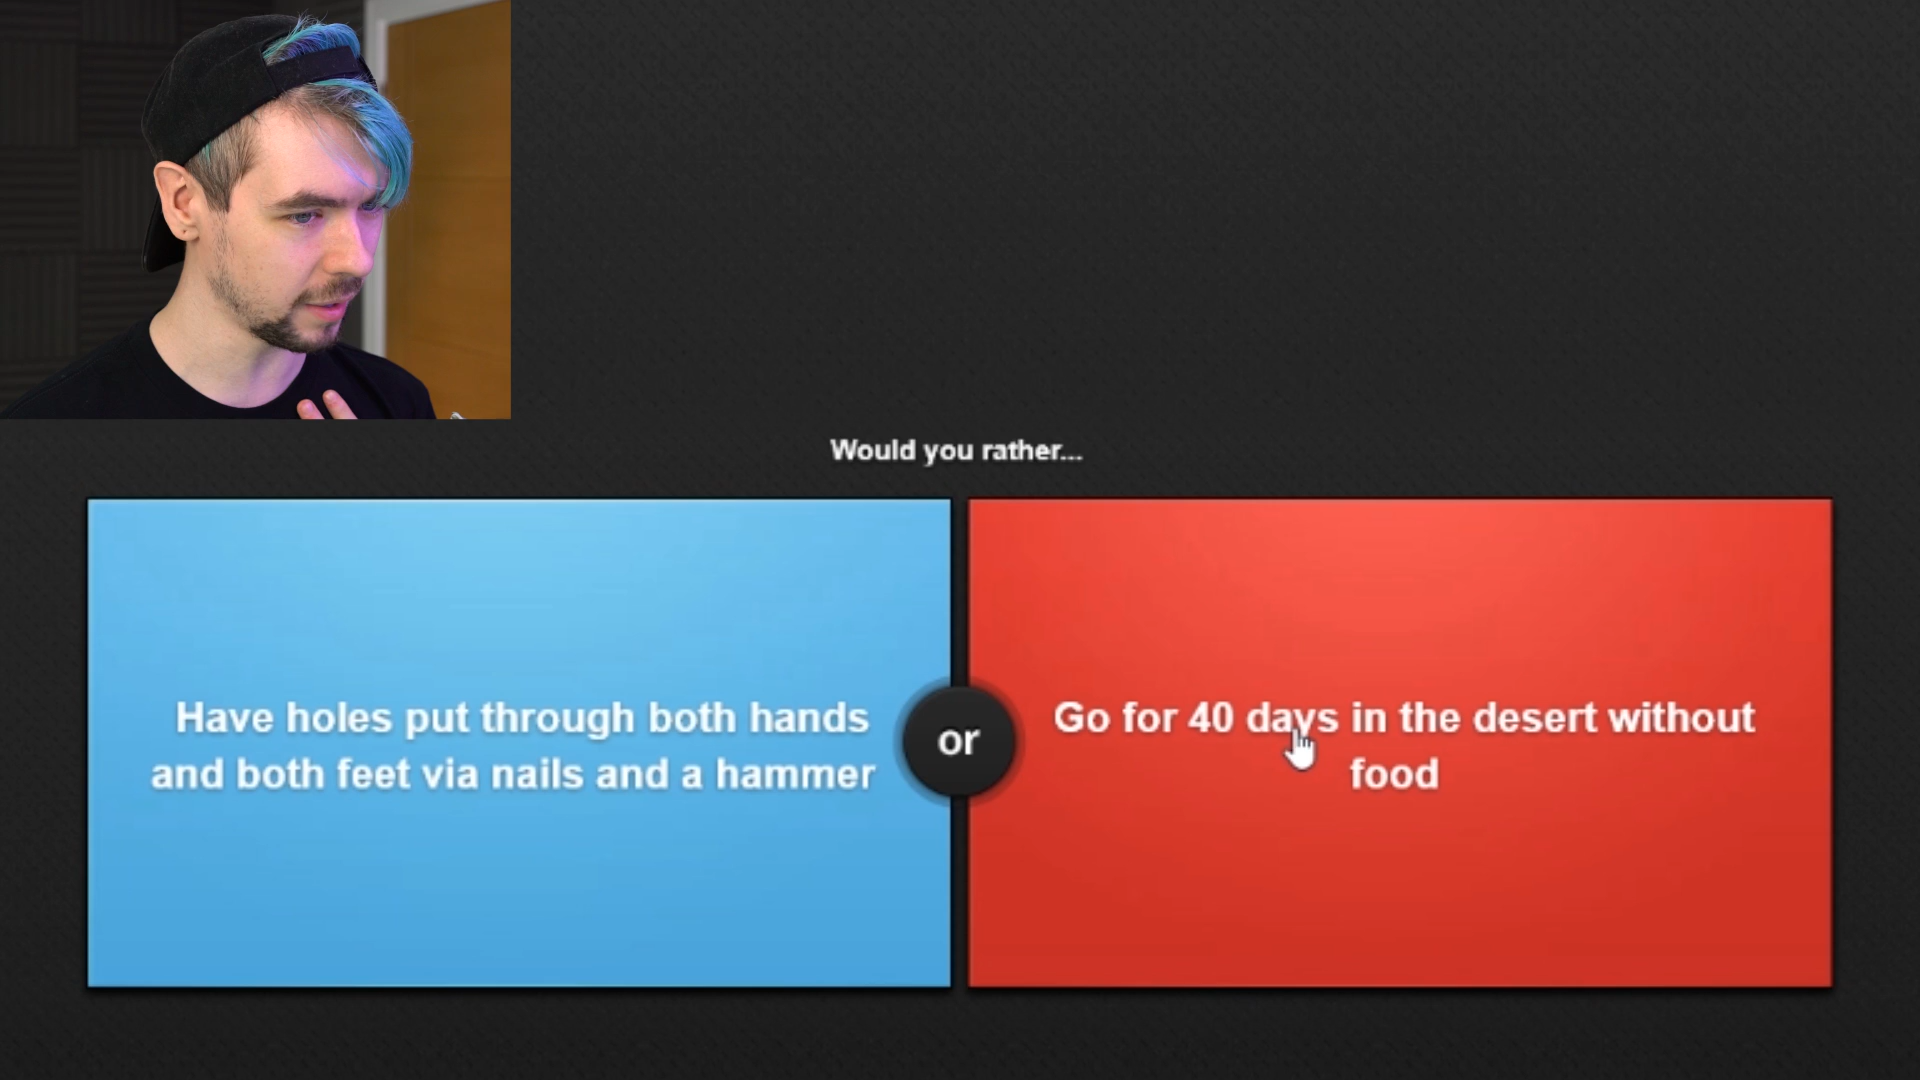 Would you rather...
Have holes put through both hands
and both feet via nails and a hammer
or
Go for 40 days in the desert without
food